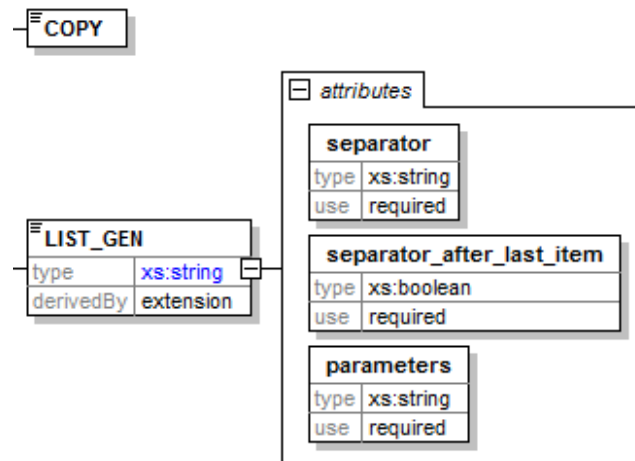 COPY
attributes
separator
type xs:string
use required
LIST_GEN
type xs:string
derivedBy extension
separator_after_last_item
type xs:boolean
use required
parameters
type xs:string
use required